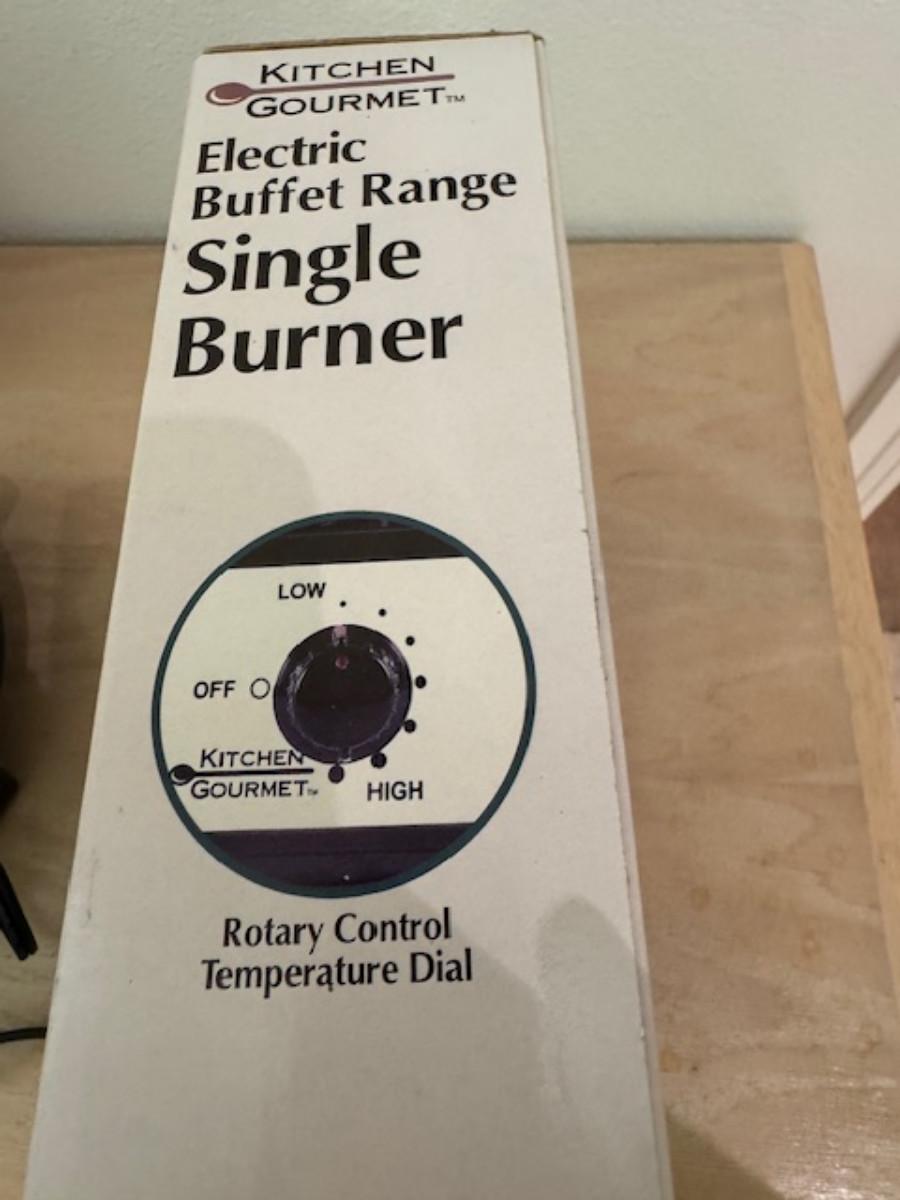 KITCHEN
GOURMET™
Electric
Buffet Range
Single
Burner
LOW
OFF
KITCHEN
GOURMET™
HIGH
Rotary Control
Temperature Dial